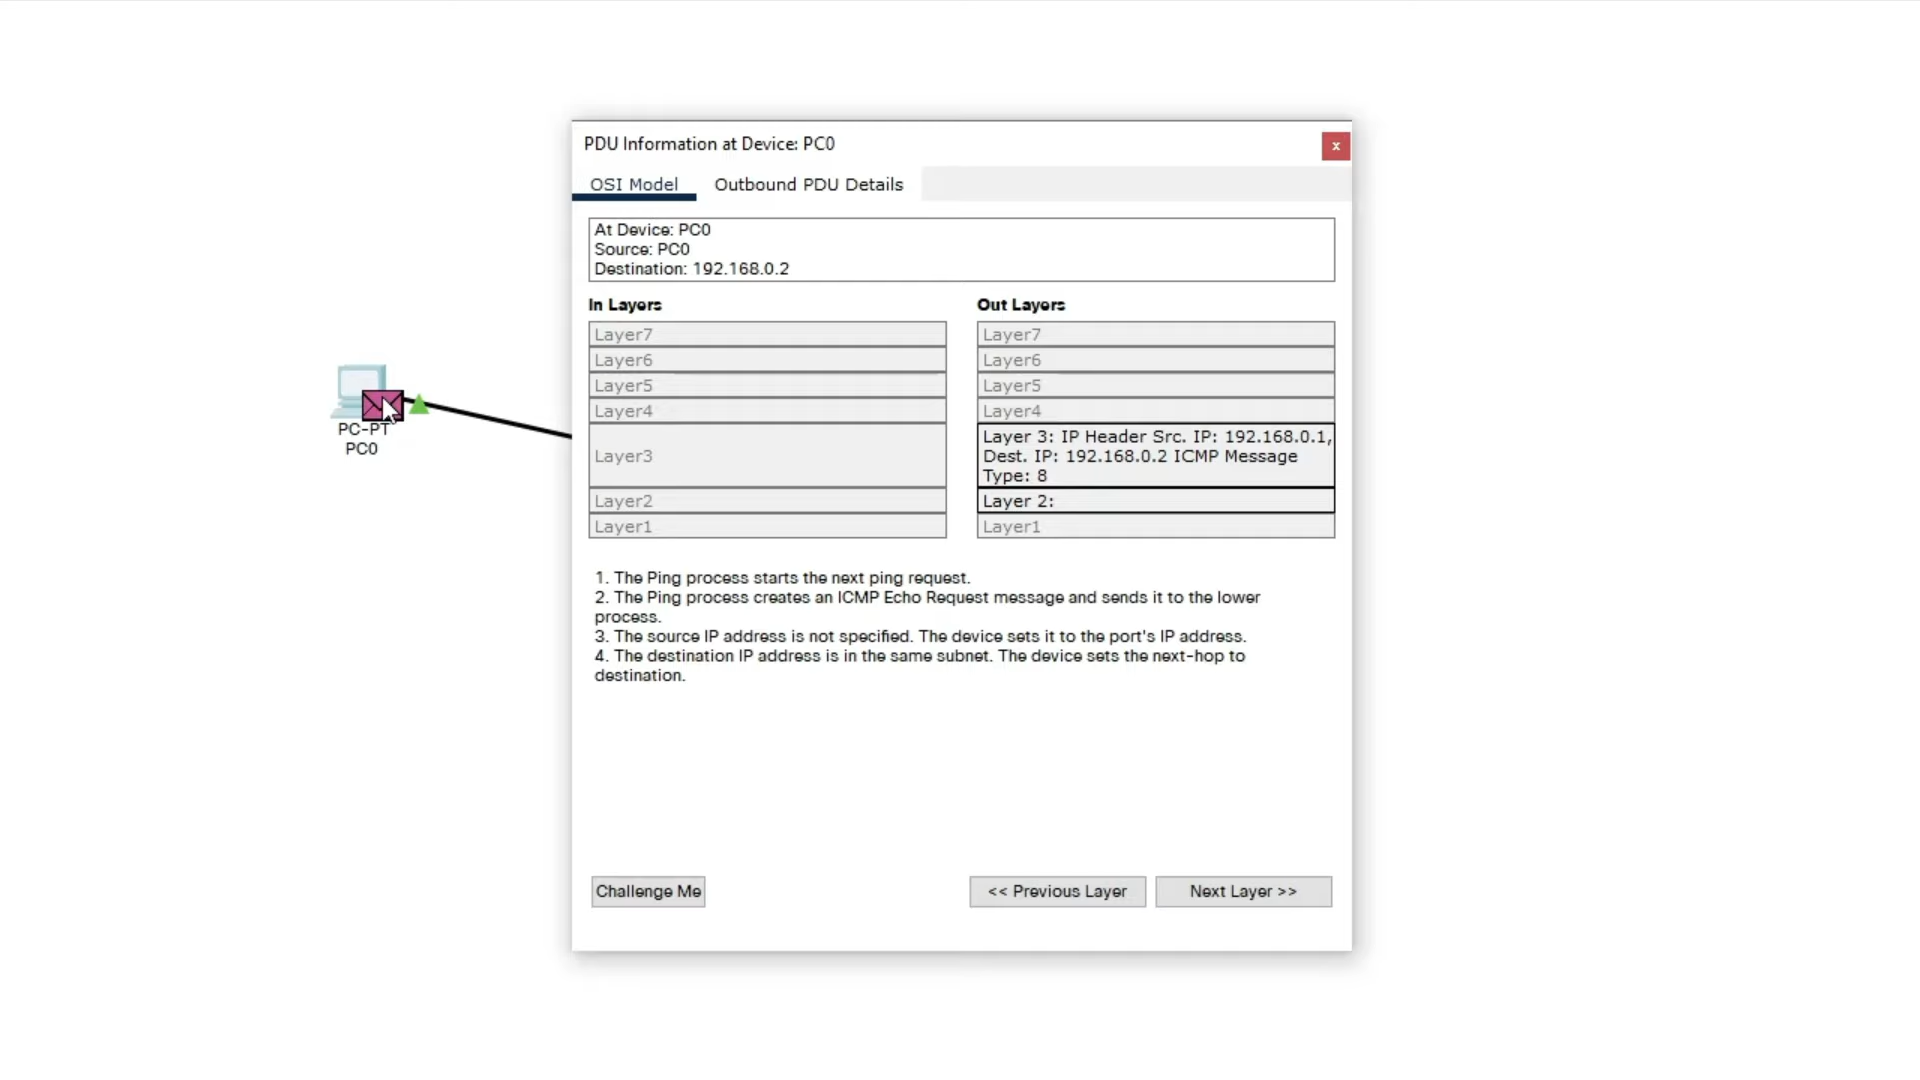 PDU Information at Device: PC0
x
OSI Model
Outbound PDU Details
At Device: PC0
Source: PC0
Destination: 192.168.0.2
In Layers
Layer7
Layer6
Layer5
Layer4
Layer3
Layer2
Layer1
Out Layers
Layer7
Layer6
Layer5
Layer4
Layer 3: IP Header Src. IP: 192.168.0.1,
Dest. IP: 192.168.0.2 ICMP Message
Type: 8
Layer 2:
Layer1
PC-PT
PC0
1. The Ping process starts the next ping request.
2. The Ping process creates an ICMP Echo Request message and sends it to the lower
process.
3. The source IP address is not specified. The device sets it to the port's IP address.
4. The destination IP address is in the same subnet. The device sets the next-hop to
destination.
Challenge Me
<< Previous Layer
Next Layer >>